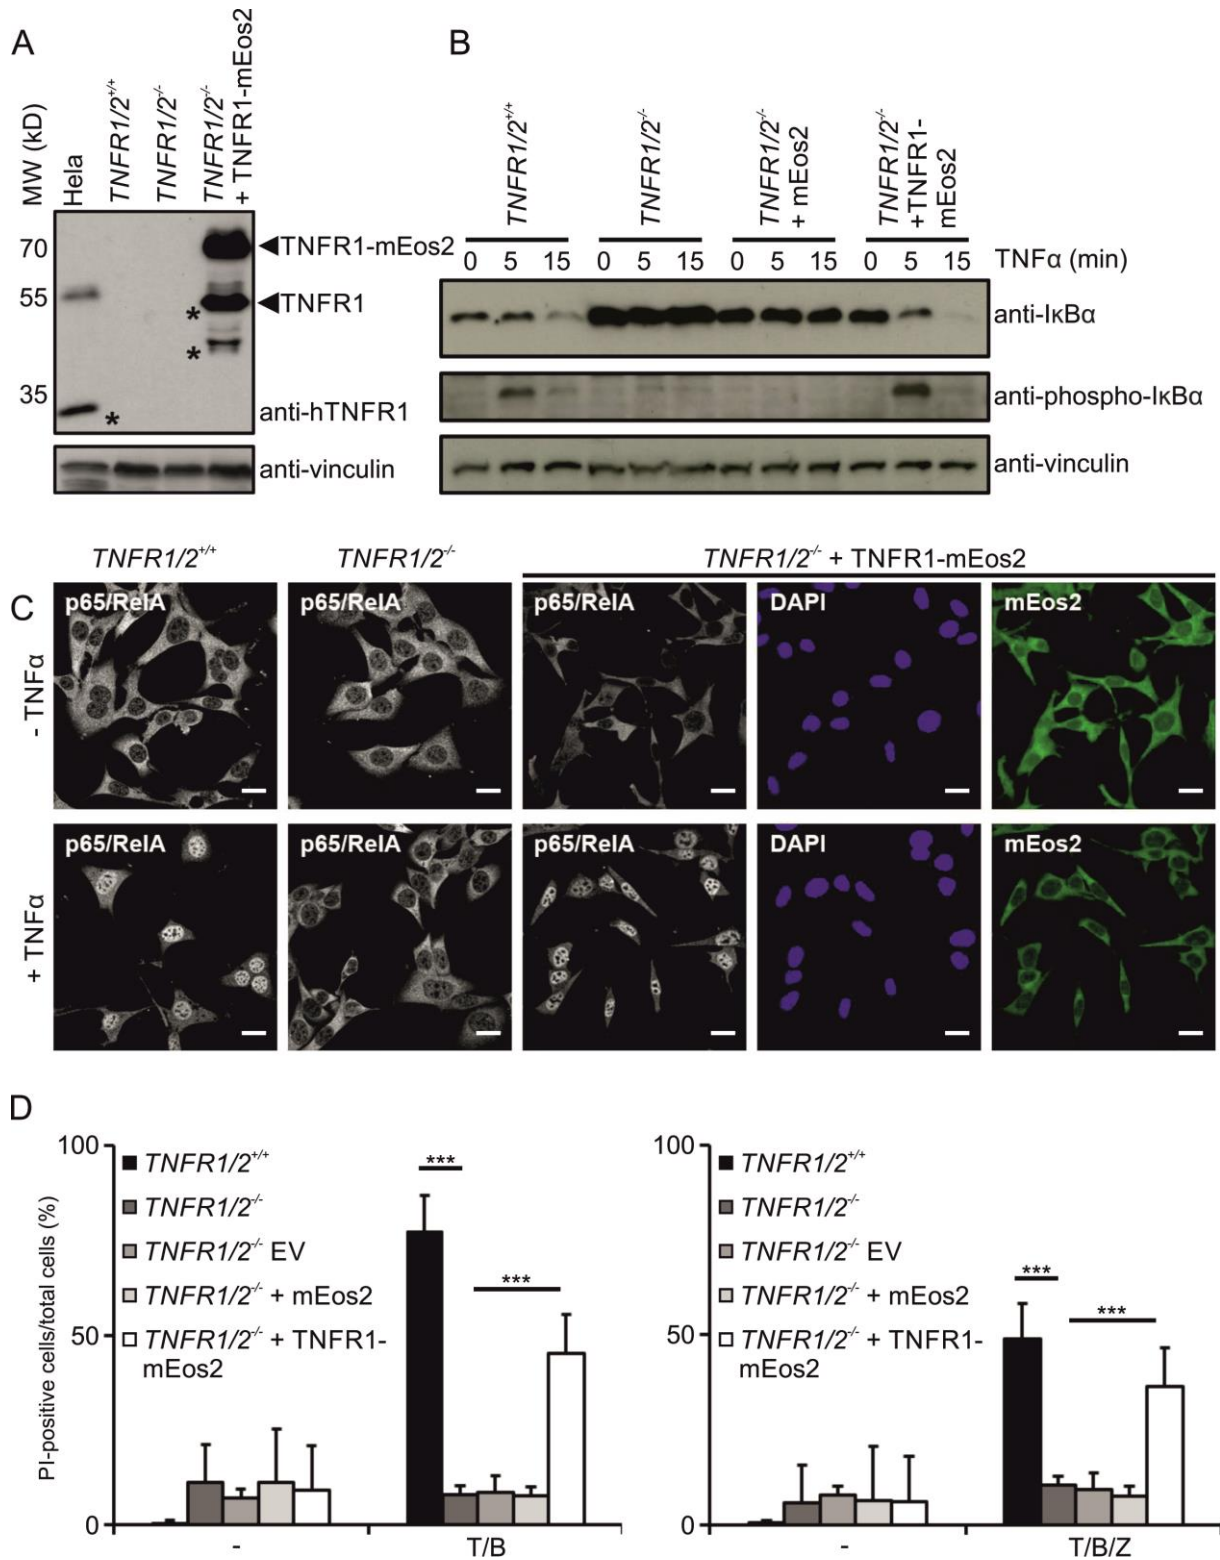 A
MW (kD)
Hela
TNFR1/2+/+
TNFR1/2-/-
TNFR1/2-/-
+ TNFR1-mEos2
70
55
35
TNFR1-mEos2
TNFR1
*
*
*
anti-hTNFR1
anti-vinculin
B
TNFR1/2+/+
TNFR1/2-/-
TNFR1/2-/-
+ mEos2
TNFR1/2-/-
+TNFR1-
mEos2
0 5 15 0 5 15 0 5 15 0 5 15 TNFα (min)
anti-IκBα
anti-phospho-IκBα
anti-vinculin
C
TNFR1/2+/+ TNFR1/2-/- TNFR1/2-/- + TNFR1-mEos2
- TNFα
p65/RelA p65/RelA p65/RelA DAPI mEos2
+ TNFα
p65/RelA p65/RelA p65/RelA DAPI mEos2
D
PI-positive cells/total cells (%)
100
50
0
TNFR1/2+/+
TNFR1/2-/-
TNFR1/2-/- EV
TNFR1/2-/- + mEos2
TNFR1/2-/- + TNFR1-
mEos2
***
***
- T/B
100
50
0
TNFR1/2+/+
TNFR1/2-/-
TNFR1/2-/- EV
TNFR1/2-/- + mEos2
TNFR1/2-/- + TNFR1-
mEos2
***
***
- T/B/Z